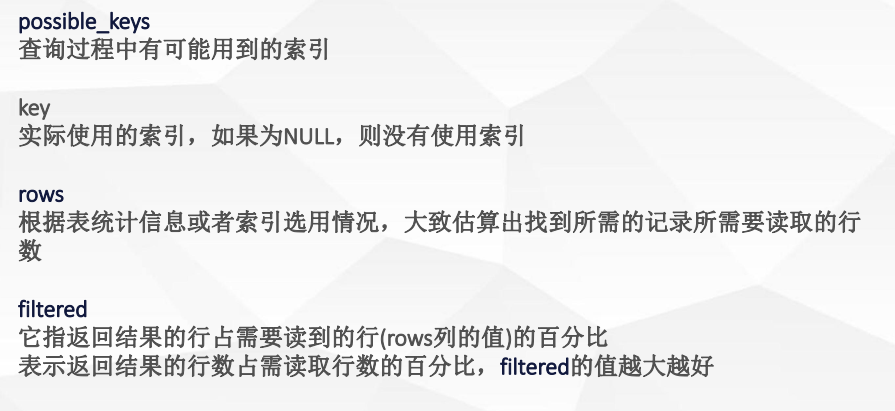 possible_keys
查询过程中有可能用到的索引
key
实际使用的索引，如果为NULL，则没有使用索引
rows
根据表统计信息或者索引选用情况，大致估算出找到所需的记录所需要读取的行
数
filtered
它指返回结果的行占需要读到的行(rows列的值)的百分比
表示返回结果的行数占需读取行数的百分比，filtered的值越大越好